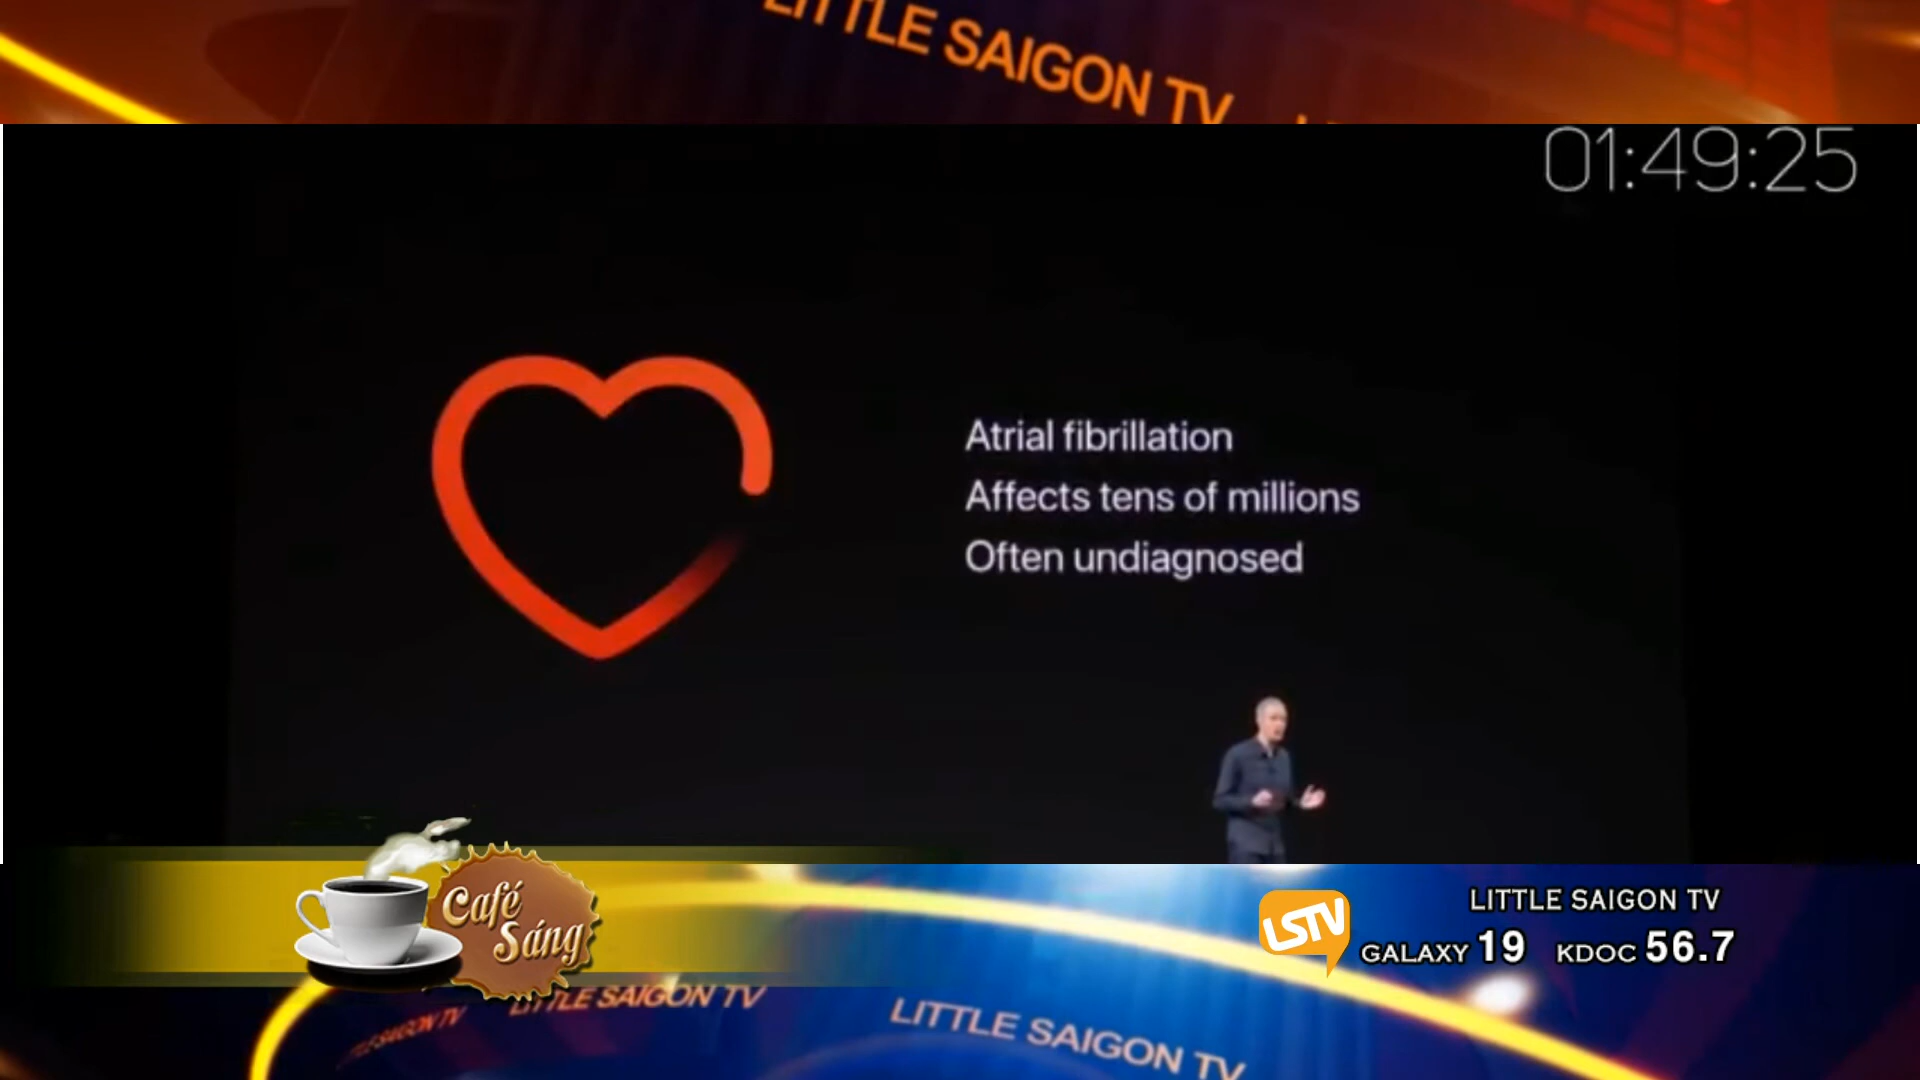 LITTLE SAIGON TV
01:49:25
Atrial fibrillation
Affects tens of millions
Often undiagnosed
Café
Sáng
LSTV
LITTLE SAIGON TV
GALAXY 19 KDOC 56.7
LITTLE SAIGON TV
LITTLE SAIGON TV